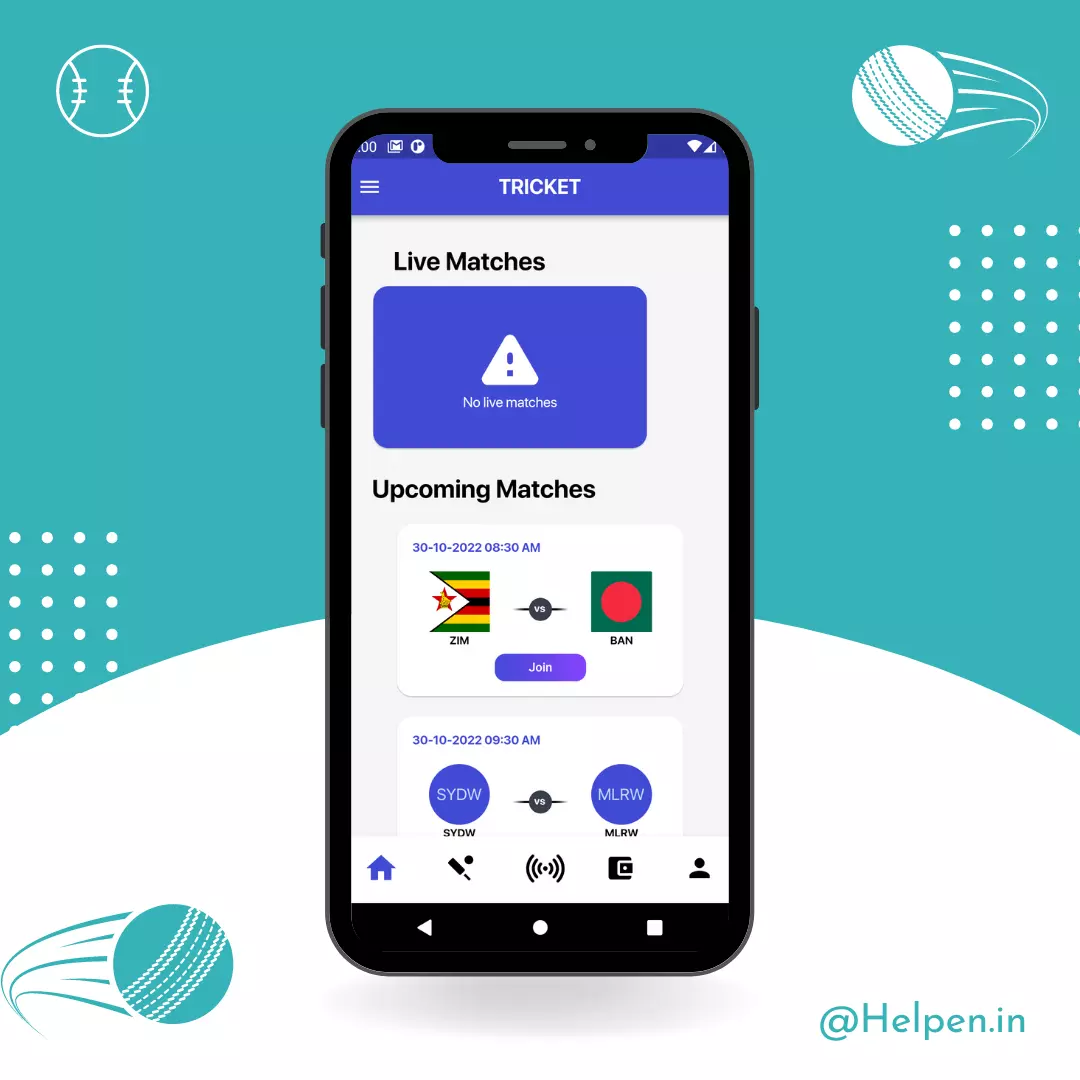 :00
TRICKET
Live Matches
No live matches
Upcoming Matches
30-10-2022 08:30 AM
vs
ZIM
BAN
Join
30-10-2022 09:30 AM
SYDW
vs
MLRW
SYDW
MLRW
@Helpen.in